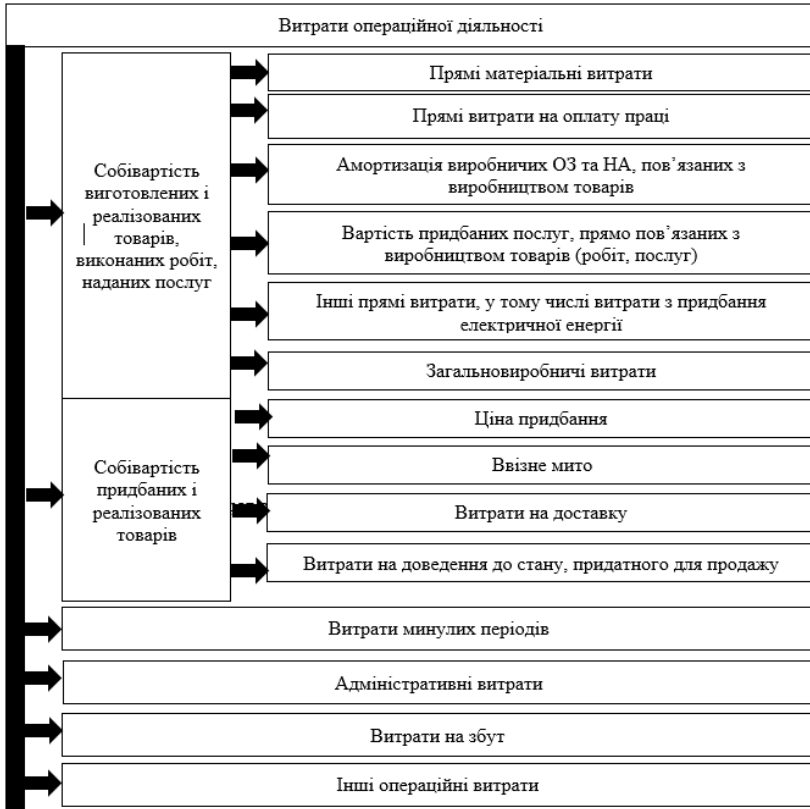 Витрати операційної діяльності
Собівартість
виготовлених і
реалізованих
товарів,
виконаних робіт,
наданих послуг
Прямі матеріальні витрати
Прямі витрати на оплату праці
Амортизація виробничих ОЗ та НА, пов’язаних з
виробництвом товарів
Вартість придбаних послуг, прямо пов’язаних з
виробництвом товарів (робіт, послуг)
Інші прямі витрати, у тому числі витрати з придбання
електричної енергії
Загальновиробничі витрати
Собівартість
придбаних і
реалізованих
товарів
Ціна придбання
Ввізне мито
Витрати на доставку
Витрати на доведення до стану, придатного для продажу
Витрати минулих періодів
Адміністративні витрати
Витрати на збут
Інші операційні витрати